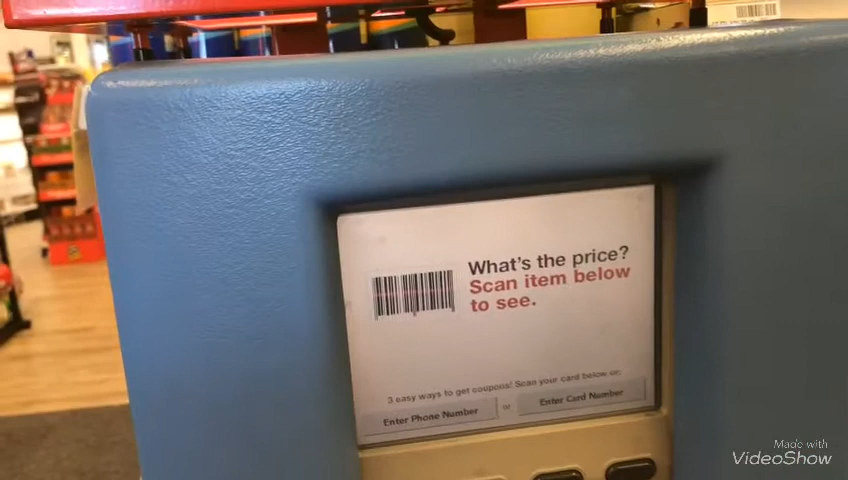 What's the price?
Scan item below
to see.
3 easy ways to get coupons! Scan your card below or:
Enter Phone Number or Enter Card Number
Made with
VideoShow